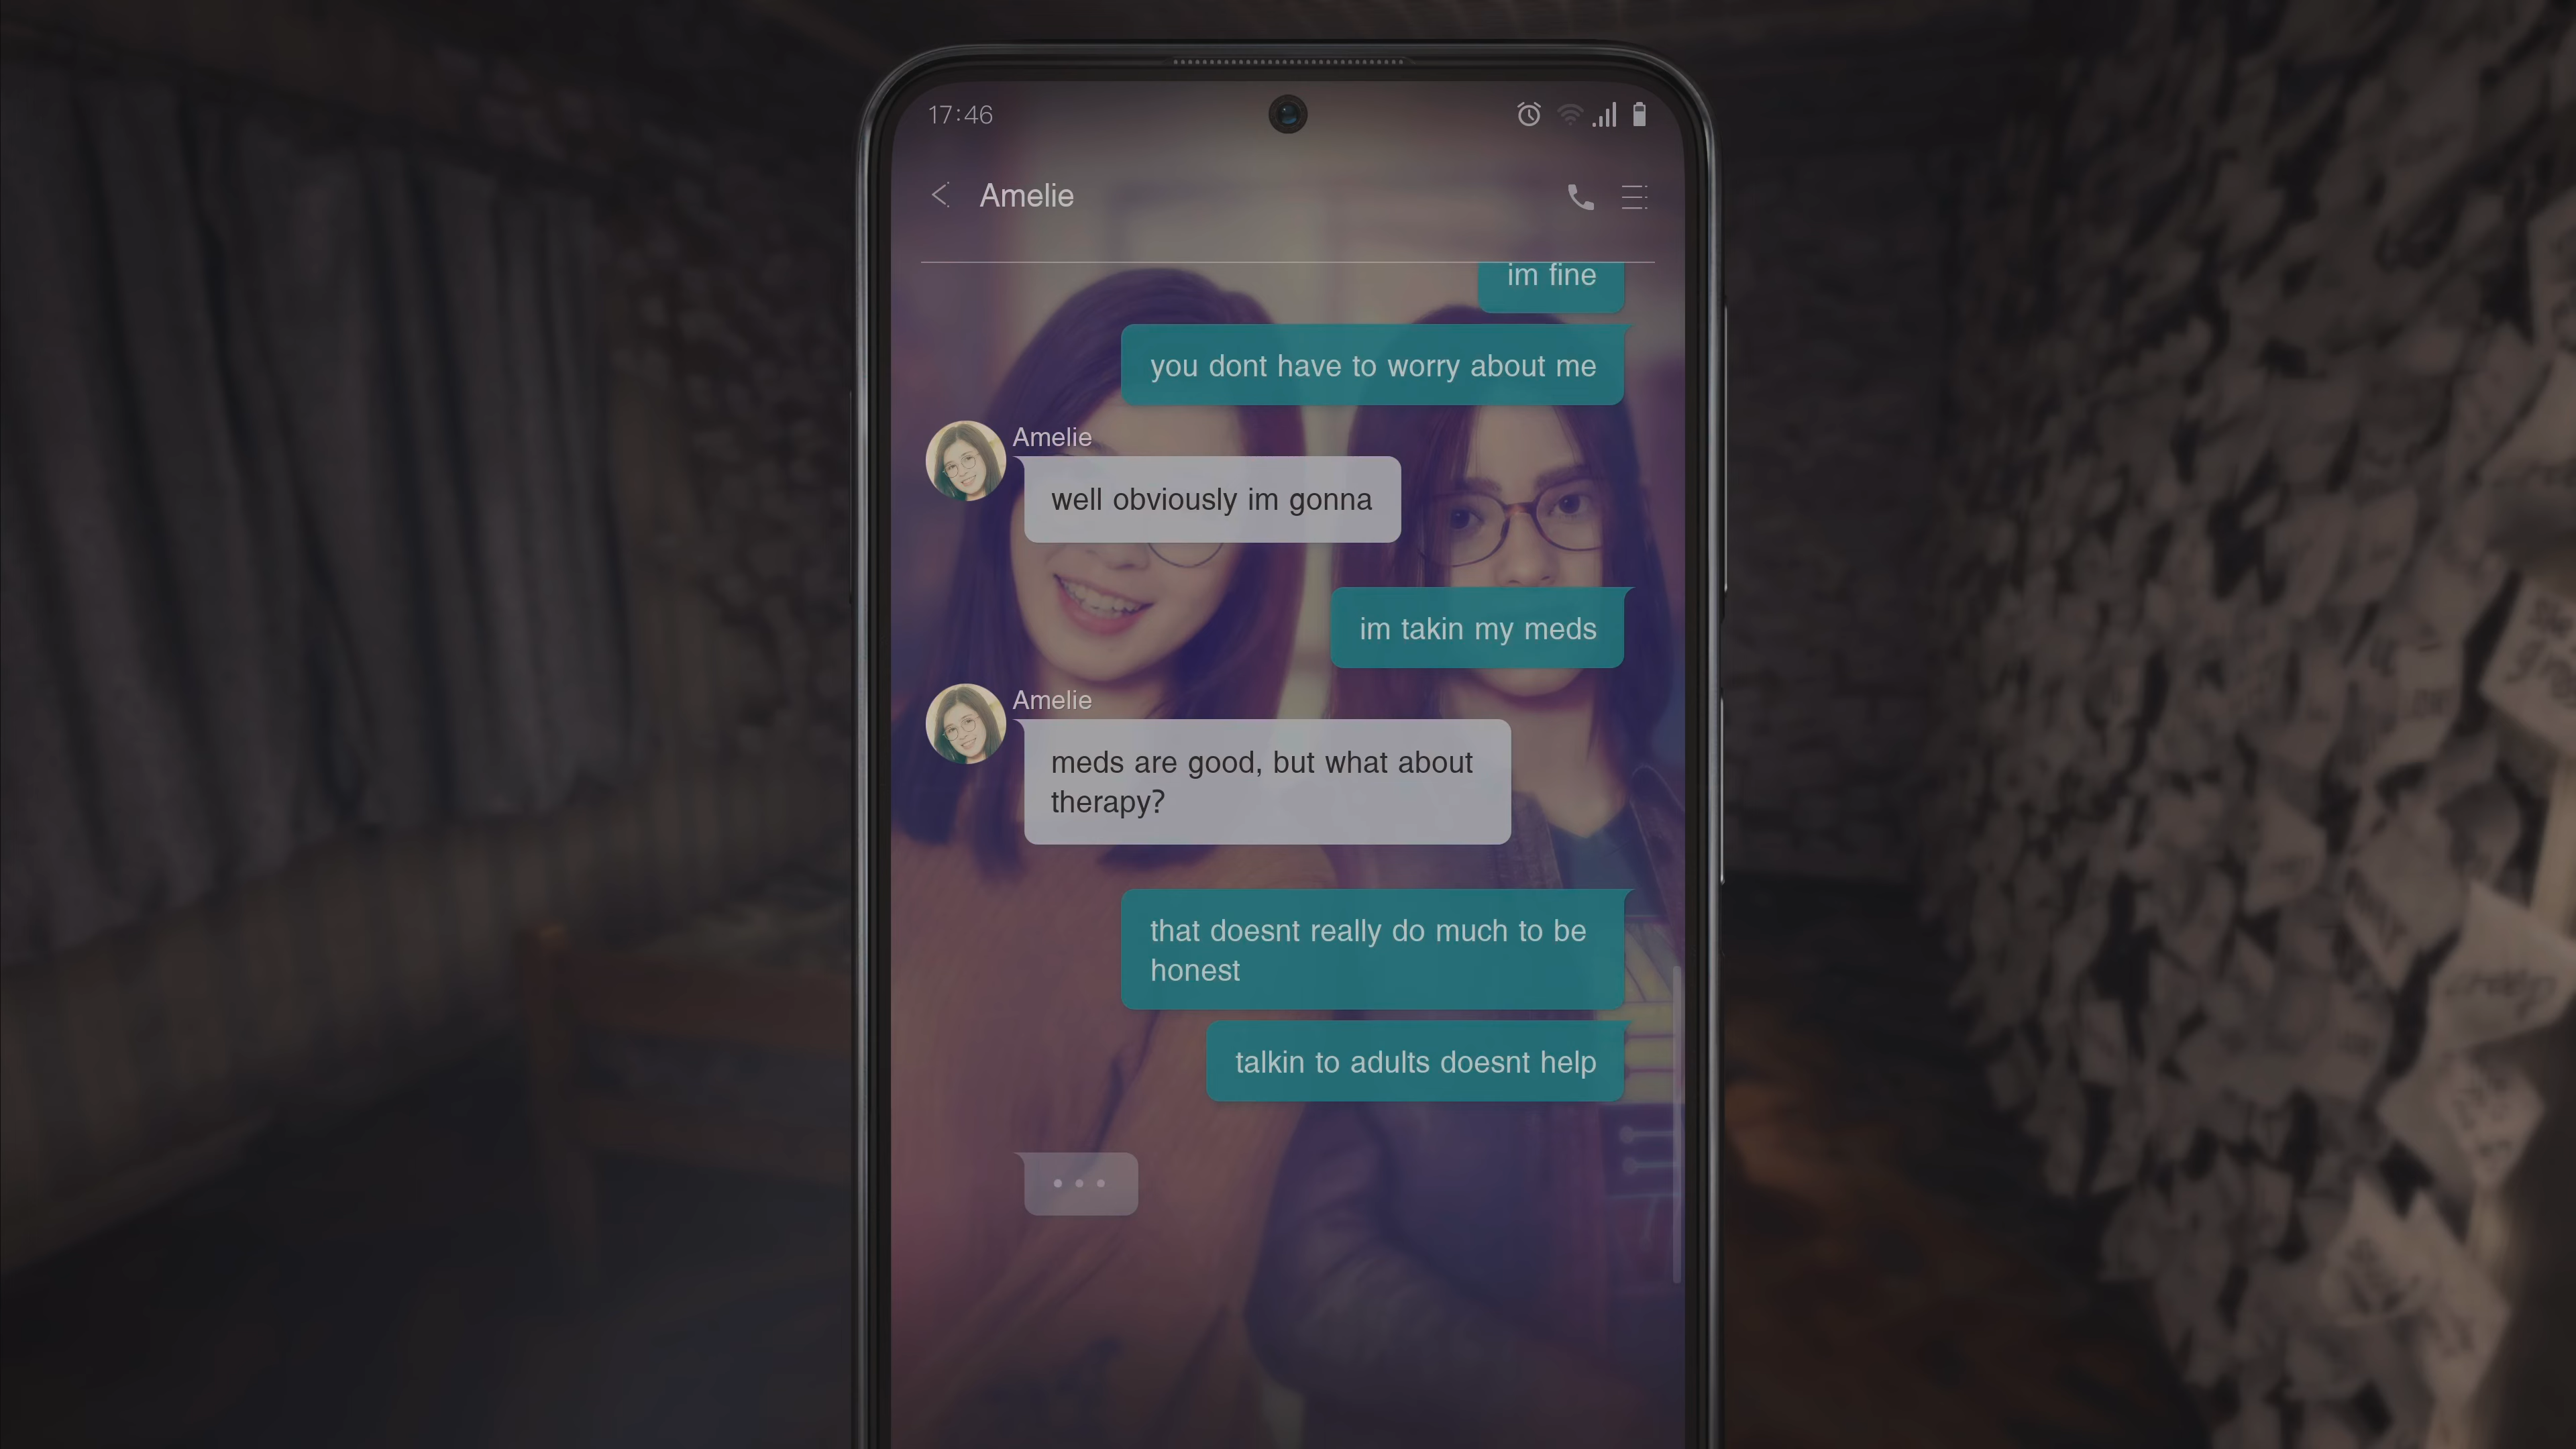 17:46
Amelie
im fine
you dont have to worry about me
Amelie
well obviously im gonna
im takin my meds
Amelie
meds are good, but what about
therapy?
that doesnt really do much to be
honest
talkin to adults doesnt help